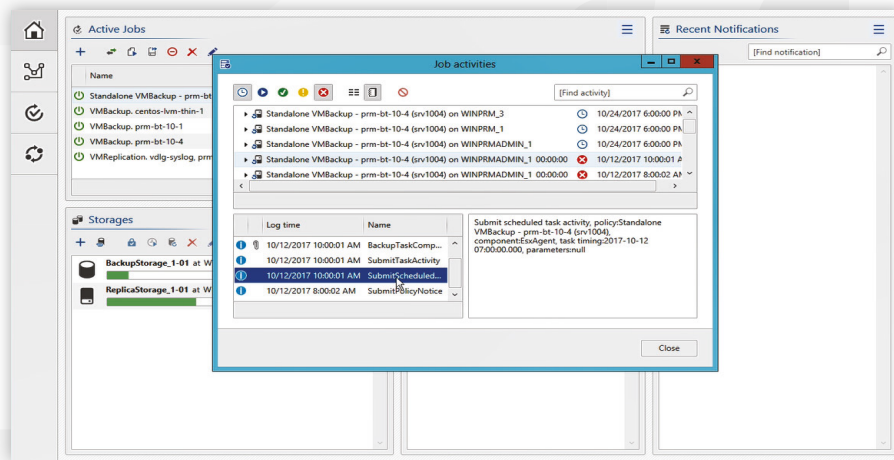 Active Jobs
Name
Standalone VMBackup - prm-bt
VMBackup. centos-lvm-thin-1
VMBackup. prm-bt-10-1
VMBackup. prm-bt-10-4
VMReplication. vdlg-syslog, prm
Storages
BackupStorage_1-01 at W
ReplicaStorage_1-01 at W
Job activities
[Find activity]
Standalone VMBackup - prm-bt-10-4 (srv1004) on WINPRM_3 10/24/2017 6:00:00 PM
Standalone VMBackup - prm-bt-10-4 (srv1004) on WINPRM_1 10/24/2017 6:00:00 PM
Standalone VMBackup - prm-bt-10-4 (srv1004) on WINPRMADMIN_1 10/24/2017 6:00:00 PM
Standalone VMBackup - prm-bt-10-4 (srv1004) on WINPRMADMIN_1 00:00:00 10/12/2017 10:00:01 A
Standalone VMBackup - prm-bt-10-4 (srv1004) on WINPRMADMIN_1 00:00:00 10/12/2017 8:00:02 AM
Log time Name
10/12/2017 10:00:01 AM BackupTaskComp...
10/12/2017 10:00:01 AM SubmitTaskActivity
10/12/2017 10:00:01 AM SubmitScheduled...
10/12/2017 8:00:02 AM SubmitPolicyNotice
Submit scheduled task activity, policy:Standalone
VMBackup - prm-bt-10-4 (srv1004),
component:EsxAgent, task timing:2017-10-12
07:00:00.000, parameters:null
Close
Recent Notifications
[Find notification]